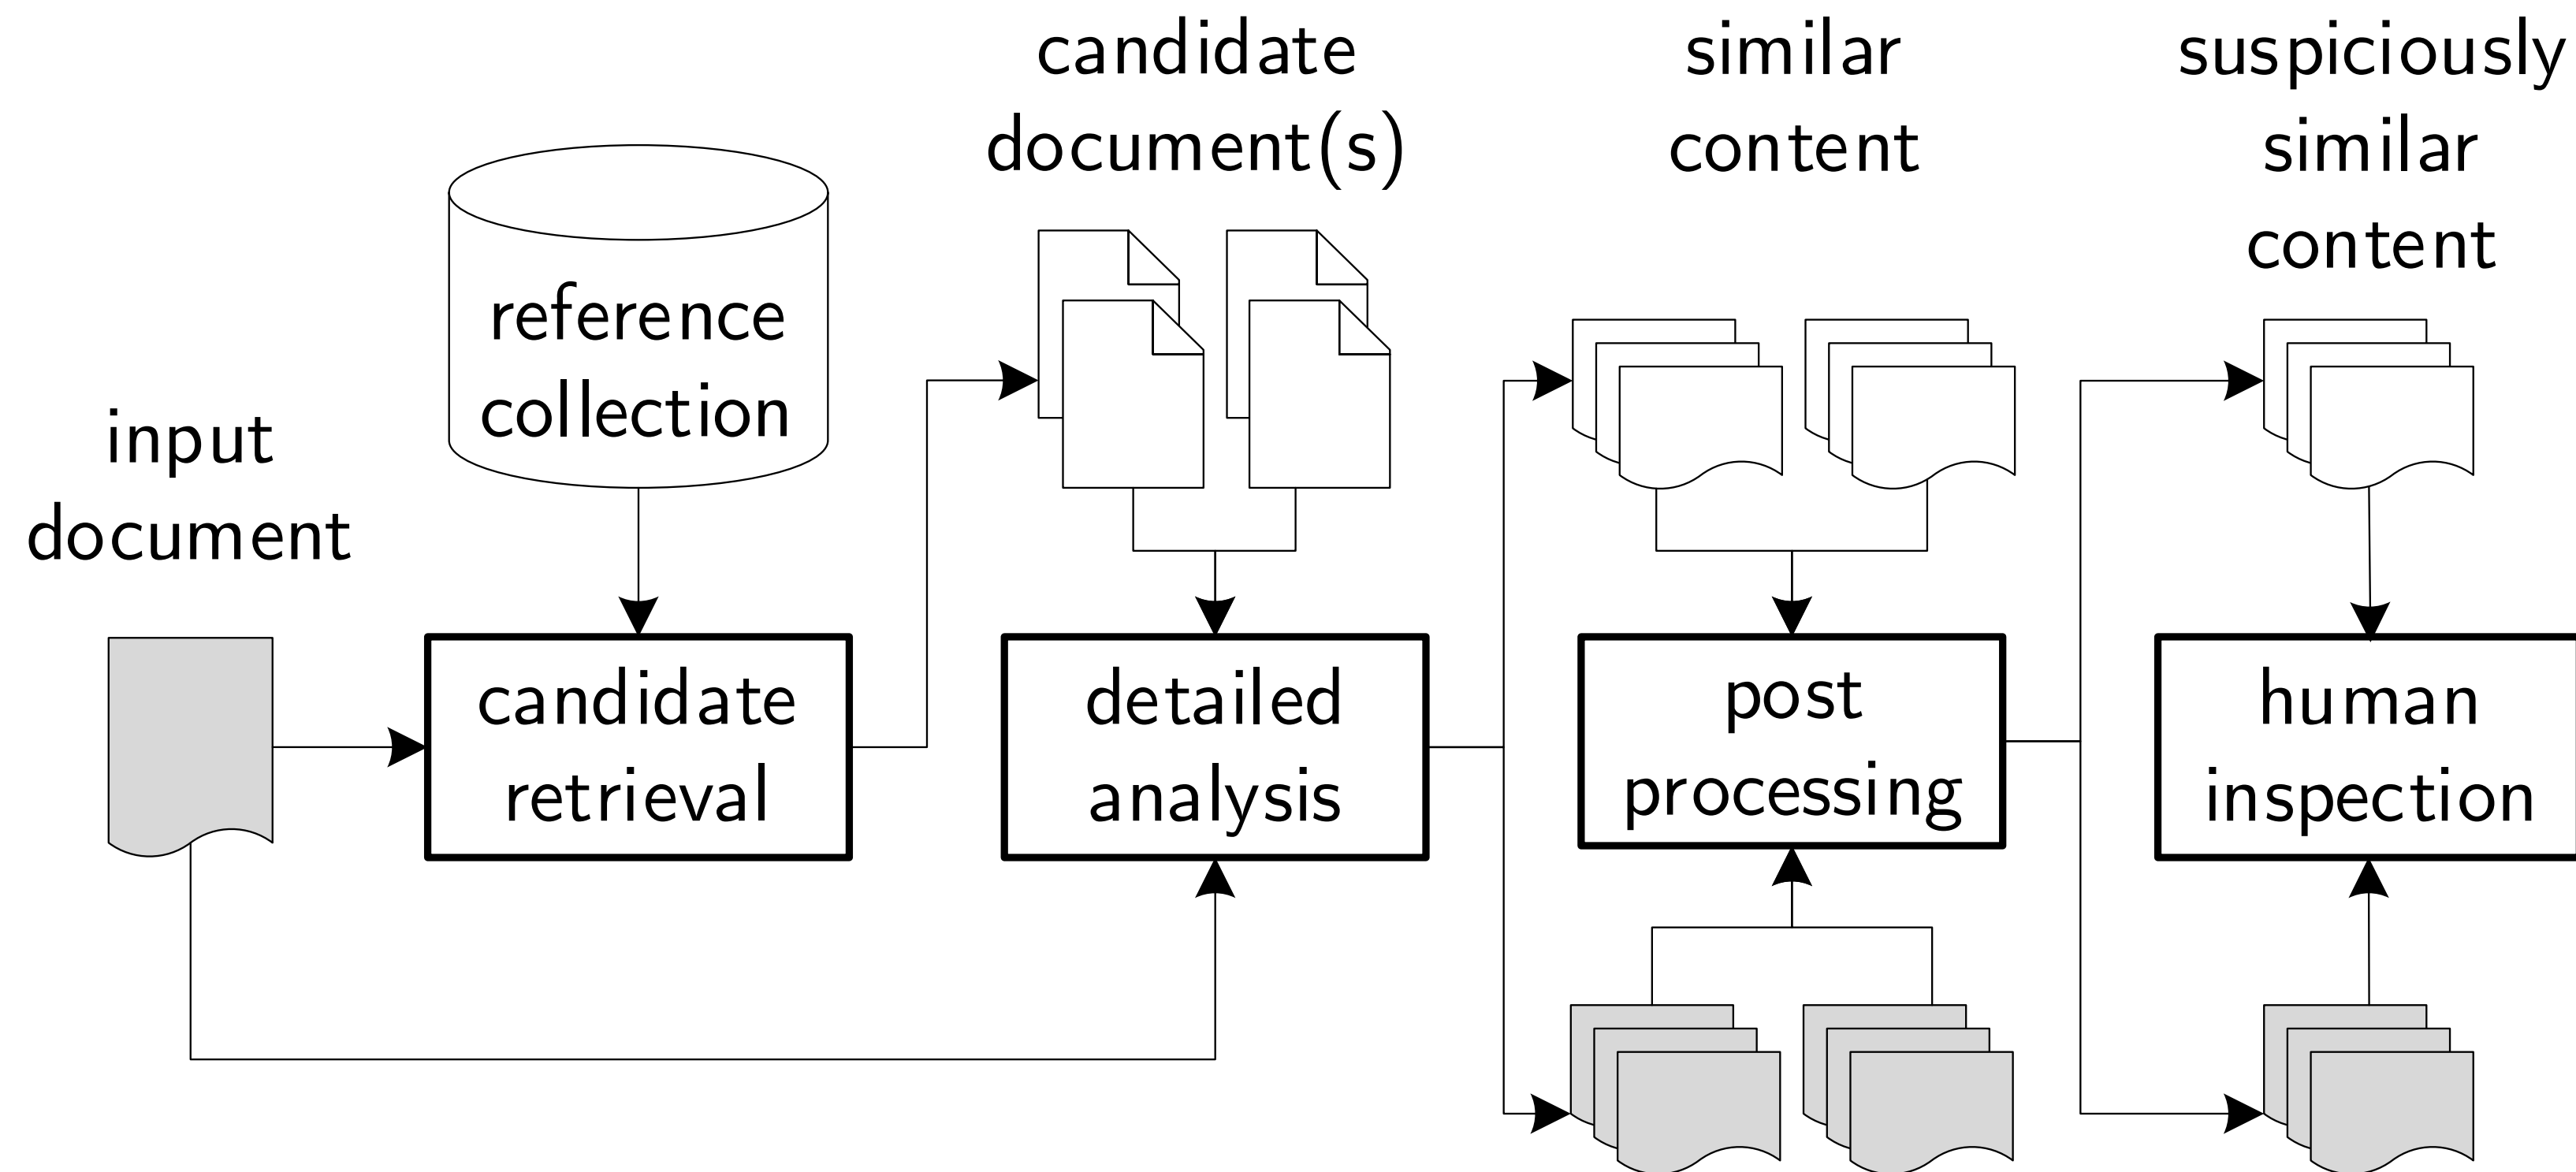 input
document
reference
collection
candidate
retrieval
candidate
document(s)
detailed
analysis
similar
content
post
processing
suspiciously
similar
content
human
inspection